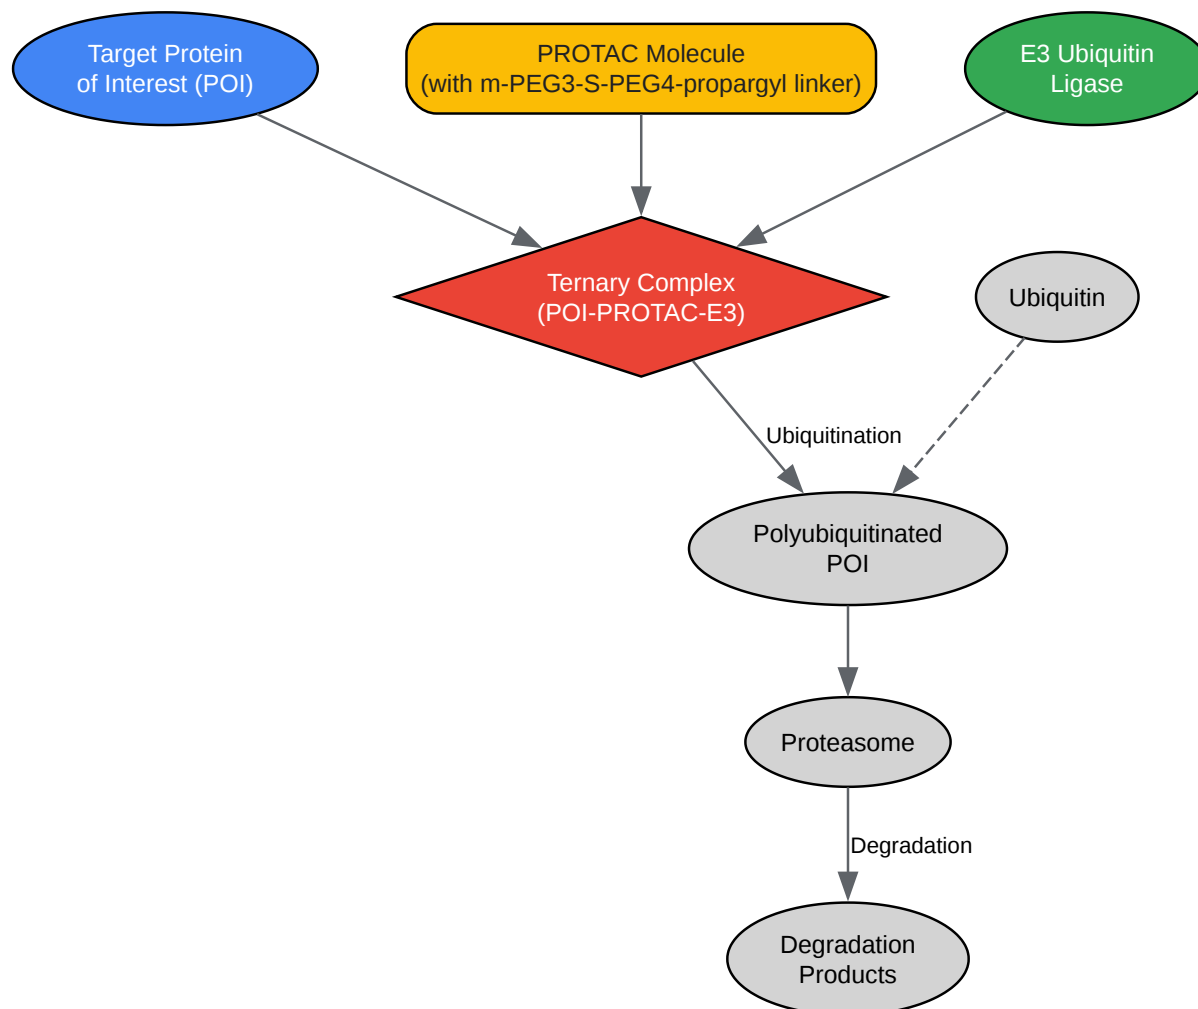 Target Protein
of Interest (POI)
PROTAC Molecule
(with m-PEG3-S-PEG4-propargyl linker)
E3 Ubiquitin
Ligase
Ternary Complex
(POI-PROTAC-E3)
Ubiquitin
Ubiquitination
Polyubiquitinated
POI
Proteasome
Degradation
Degradation
Products